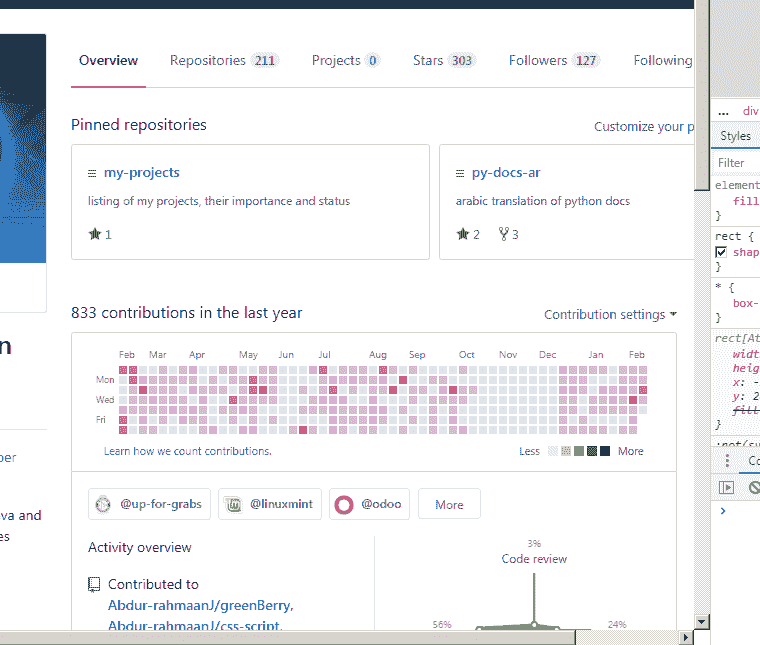 Overview Repositories 211 Projects 0 Stars 303 Followers 127 Following
Pinned repositories
Customize your p
my-projects
listing of my projects, their importance and status
1
py-docs-ar
arabic translation of python docs
2 3
833 contributions in the last year
Contribution settings
Feb Mar Apr May Jun Jul Aug Sep Oct Nov Dec Jan Feb
Mon
Wed
Fri
Learn how we count contributions.
Less More
@up-for-grabs @linuxmint @odoo More
Activity overview
Contributed to
Abdur-rahmaanJ/greenBerry,
Abdur-rahmaanJ/css-script,
3%
Code review
56% 24%
n
per
va and
es
... div
Styles
Filter
element
fill
}
rect {
shap
}
* {
box-
}
rect[At
widt
heig
x: -
y: 2
fill
}
:not(su
Co